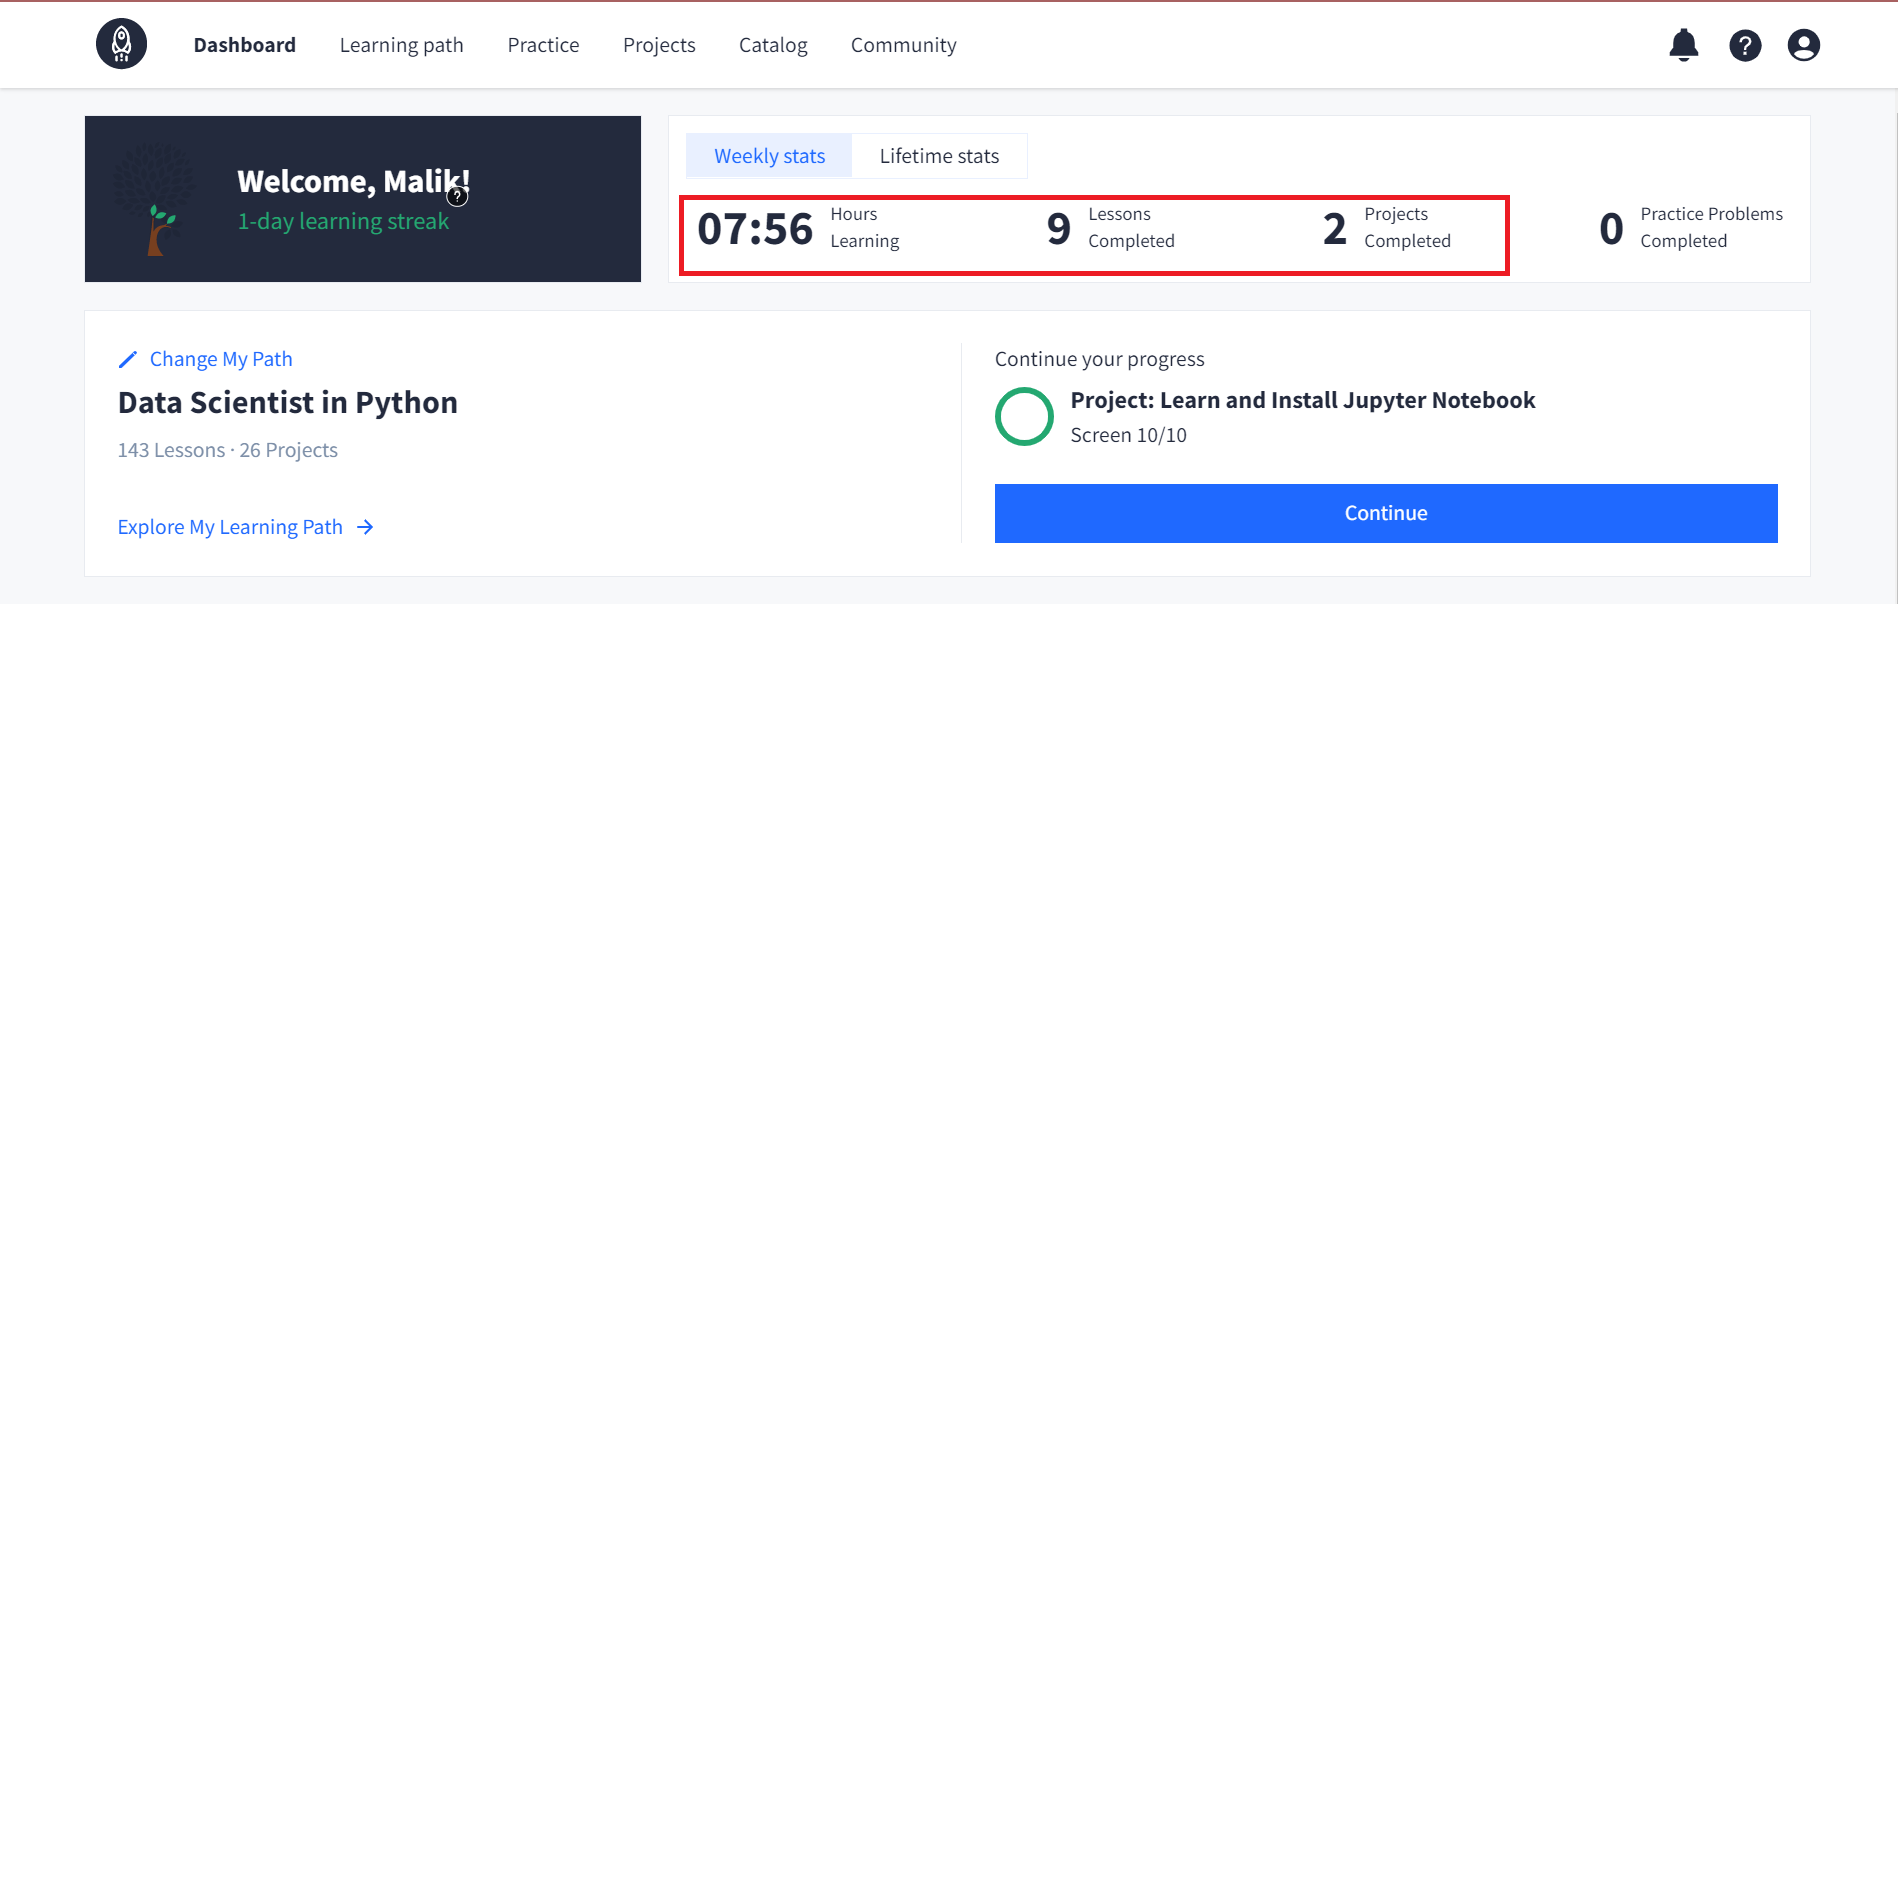 Dashboard Learning path Practice Projects Catalog Community ?
Welcome, Malik!
?
1-day learning streak
Weekly stats Lifetime stats
07:56 Hours Learning
9 Lessons Completed
2 Projects Completed
0 Practice Problems Completed
Change My Path
Data Scientist in Python
143 Lessons · 26 Projects
Explore My Learning Path →
Continue your progress
Project: Learn and Install Jupyter Notebook
Screen 10/10
Continue